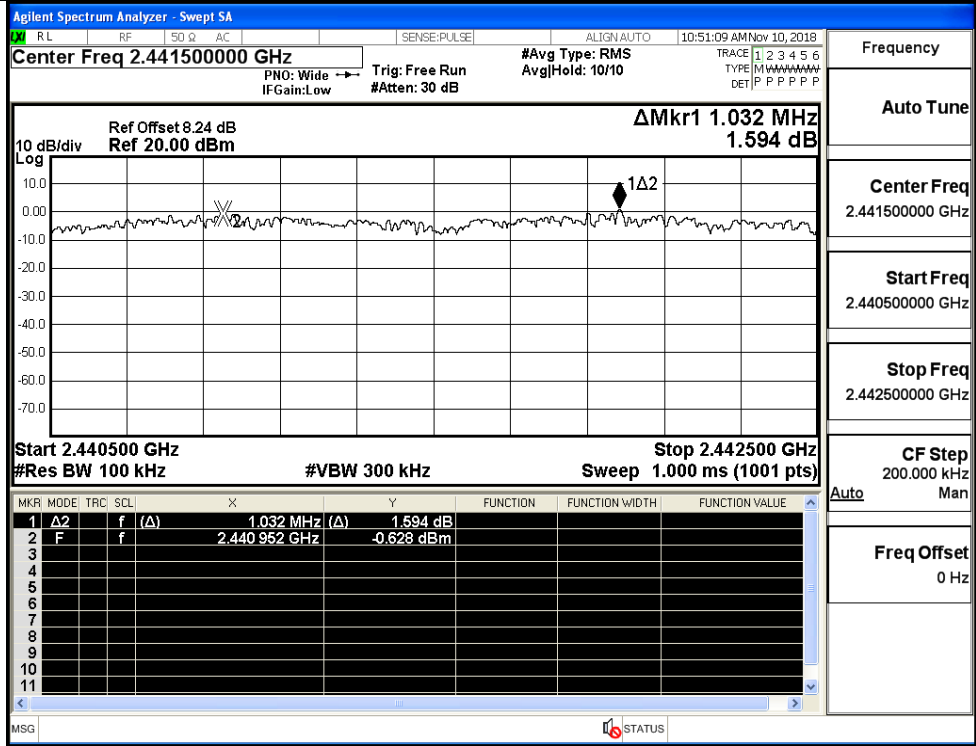 Agilent Spectrum Analyzer - Swept SA
LXI RL RF 50 Ω AC SENSE:PULSE ALIGN AUTO 10:51:09 AM Nov 10, 2018
Center Freq 2.441500000 GHz
PNO: Wide
IFGain:Low
Trig: Free Run
#Atten: 30 dB
#Avg Type: RMS
Avg|Hold: 10/10
TRACE 1 2 3 4 5 6
TYPE M WWWWW
DET P P P P P P
ΔMkr1 1.032 MHz
1.594 dB
Ref Offset 8.24 dB
10 dB/div Ref 20.00 dBm
Log
10.0
0.00
-10.0
-20.0
-30.0
-40.0
-50.0
-60.0
-70.0
1Δ2
2
Start 2.440500 GHz Stop 2.442500 GHz
#Res BW 100 kHz #VBW 300 kHz Sweep 1.000 ms (1001 pts)
MKR MODE TRC SCL X Y FUNCTION FUNCTION WIDTH FUNCTION VALUE
1 Δ2 f (Δ) 1.032 MHz (Δ) 1.594 dB
2 F f 2.440 952 GHz -0.628 dBm
3
4
5
6
7
8
9
10
11
MSG STATUS
Frequency
Auto Tune
Center Freq
2.441500000 GHz
Start Freq
2.440500000 GHz
Stop Freq
2.442500000 GHz
CF Step
200.000 kHz
Auto Man
Freq Offset
0 Hz